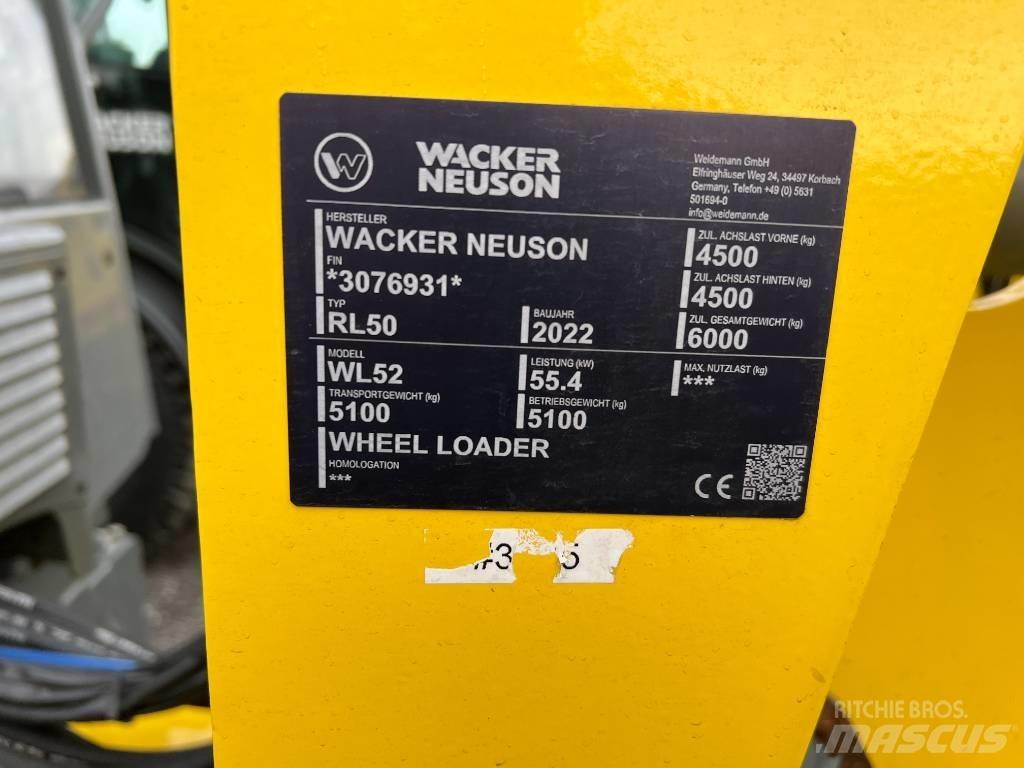 WACKER
NEUSON
Weidemann GmbH
Elfringhäuser Weg 24, 34497 Korbach
Germany, Telefon +49 (0) 5631
501694-0
info@weidemann.de
HERSTELLER
WACKER NEUSON
FIN
*3076931*
TYP
RL50
BAUJAHR
2022
ZUL. ACHSLAST VORNE (kg)
4500
ZUL. ACHSLAST HINTEN (kg)
4500
ZUL. GESAMTGEWICHT (kg)
6000
MODELL
WL52
LEISTUNG (kW)
55.4
MAX. NUTZLAST (kg)
***
TRANSPORTGEWICHT (kg)
5100
BETRIEBSGEWICHT (kg)
5100
WHEEL LOADER
HOMOLOGATION
***
CE
#3 5
RITCHIE BROS.
MASCUS